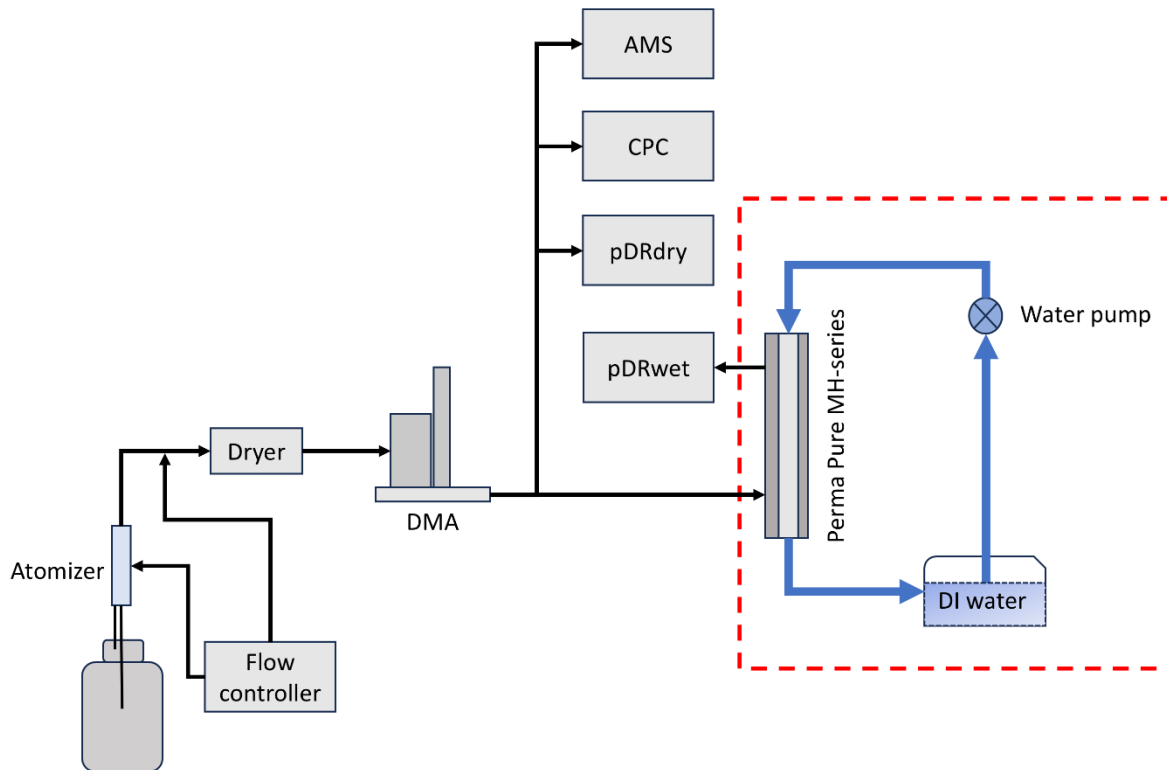 AMS
CPC
pDRdry
pDRwet
Water pump
Perma Pure MH-series
Dryer
DMA
Atomizer
DI water
Flow
controller